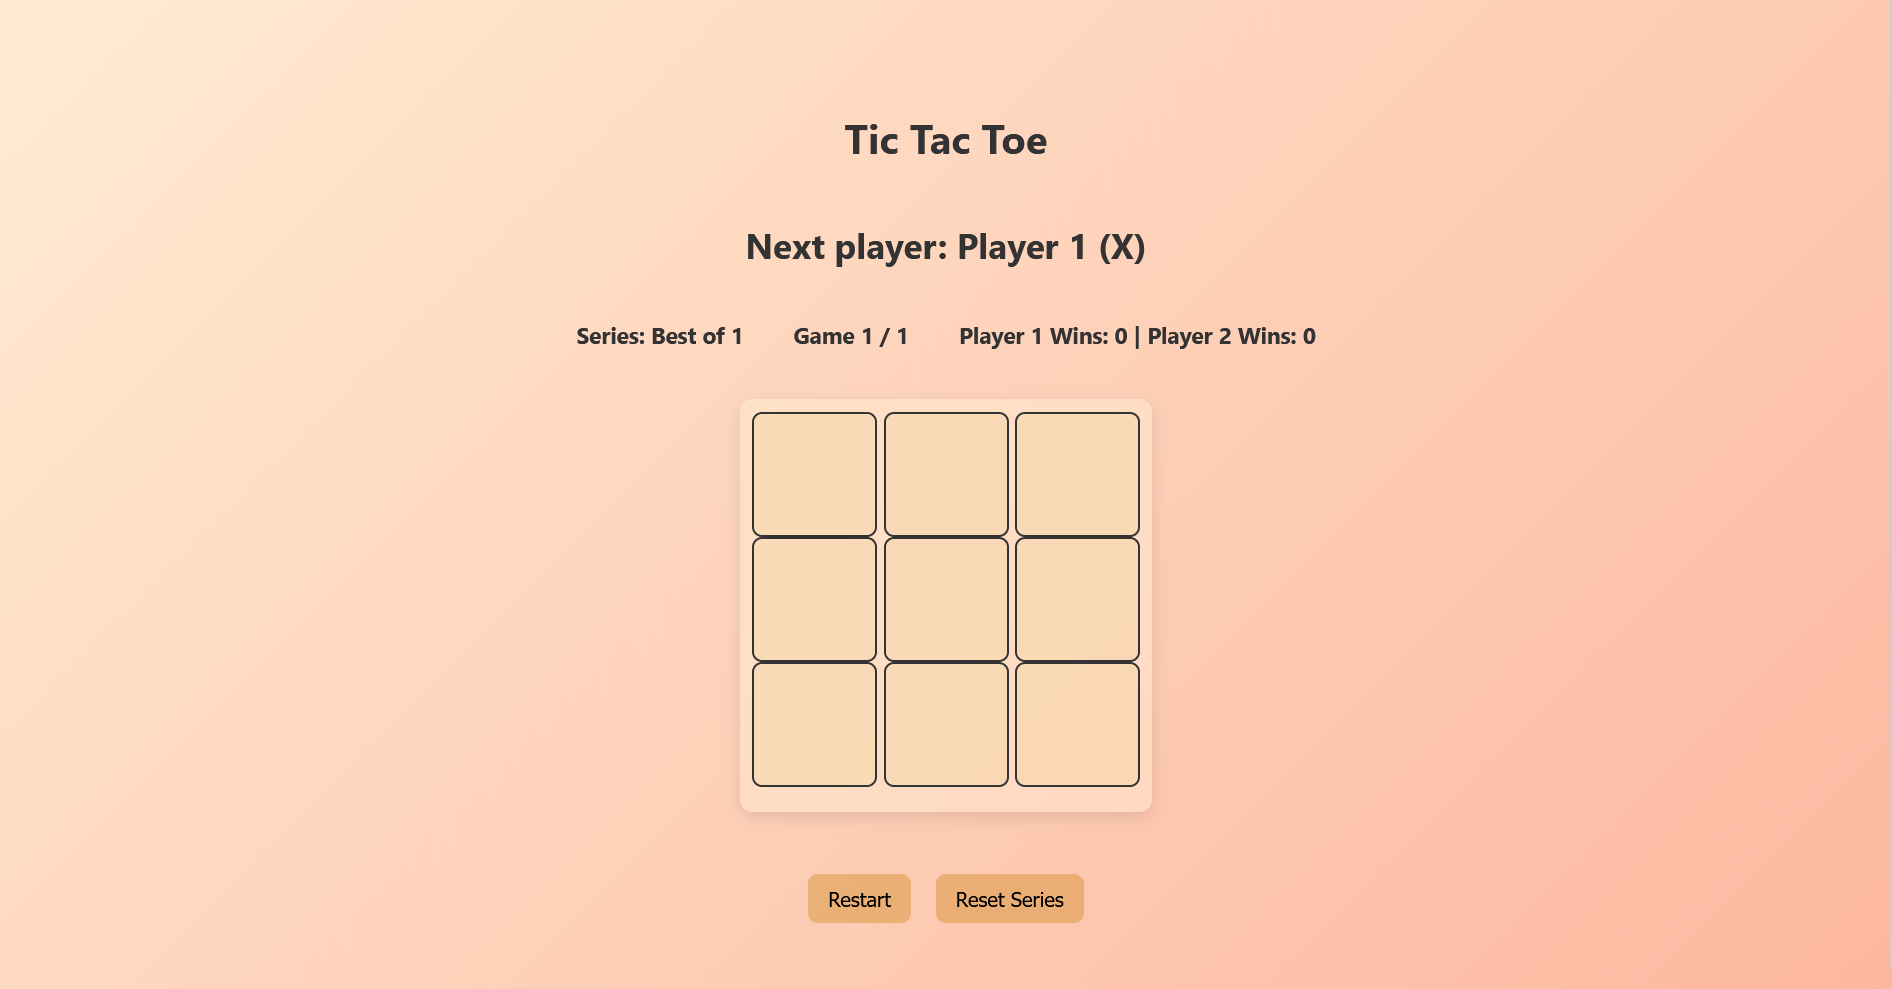 Tic Tac Toe
Next player: Player 1 (X)
Series: Best of 1
Game 1 / 1
Player 1 Wins: 0 | Player 2 Wins: 0
Restart
Reset Series